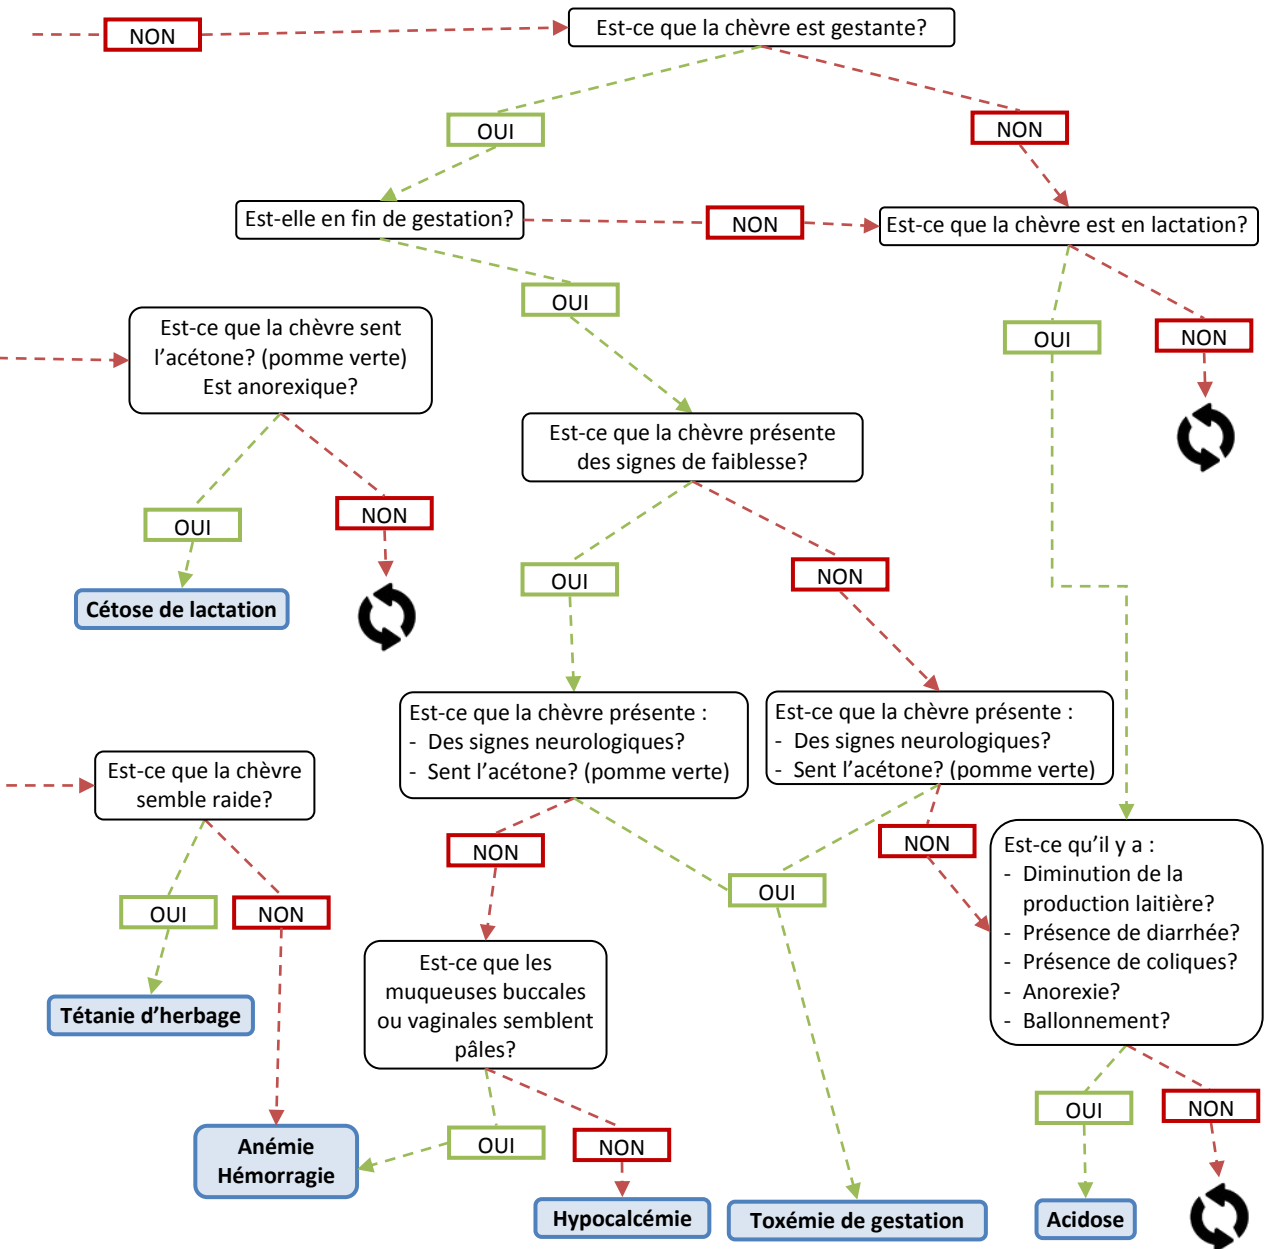 NON
Est-ce que la chèvre est gestante?
OUI
NON
Est-elle en fin de gestation?
NON
Est-ce que la chèvre est en lactation?
OUI
OUI
NON
Est-ce que la chèvre sent
l’acétone? (pomme verte)
Est anorexique?
Est-ce que la chèvre présente
des signes de faiblesse?
OUI
NON
Cétose de lactation
OUI
NON
Est-ce que la chèvre présente :
- Des signes neurologiques?
- Sent l’acétone? (pomme verte)
Est-ce que la chèvre présente :
- Des signes neurologiques?
- Sent l’acétone? (pomme verte)
Est-ce que la chèvre
semble raide?
NON
OUI
NON
Est-ce qu’il y a :
- Diminution de la
production laitière?
- Présence de diarrhée?
- Présence de coliques?
- Anorexie?
- Ballonnement?
OUI
NON
Est-ce que les
muqueuses buccales
ou vaginales semblent
pâles?
Tétanie d’herbage
OUI
NON
OUI
NON
Anémie
Hémorragie
Hypocalcémie
Toxémie de gestation
Acidose